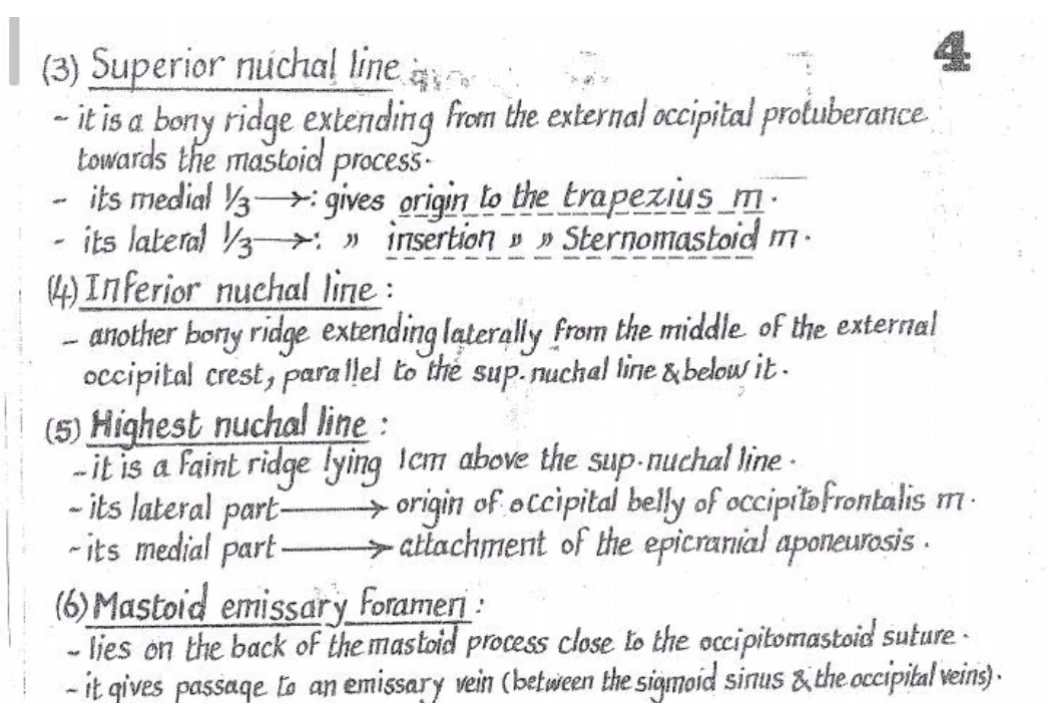 4
(3) Superior nuchal line :
- it is a bony ridge extending from the external occipital protuberance
towards the mastoid process.
- its medial 1/3 →: gives origin to the trapezius m.
- its lateral 1/3 →: " insertion " " Sternomastoid m.
(4) Inferior nuchal line :
- another bony ridge extending laterally from the middle of the external
occipital crest, parallel to the sup. nuchal line & below it.
(5) Highest nuchal line :
- it is a faint ridge lying 1cm above the sup. nuchal line.
- its lateral part → origin of occipital belly of occipitofrontalis m.
- its medial part → attachment of the epicranial aponeurosis.
(6) Mastoid emissary foramen :
- lies on the back of the mastoid process close to the occipitomastoid suture.
- it gives passage to an emissary vein (between the sigmoid sinus & the occipital veins).